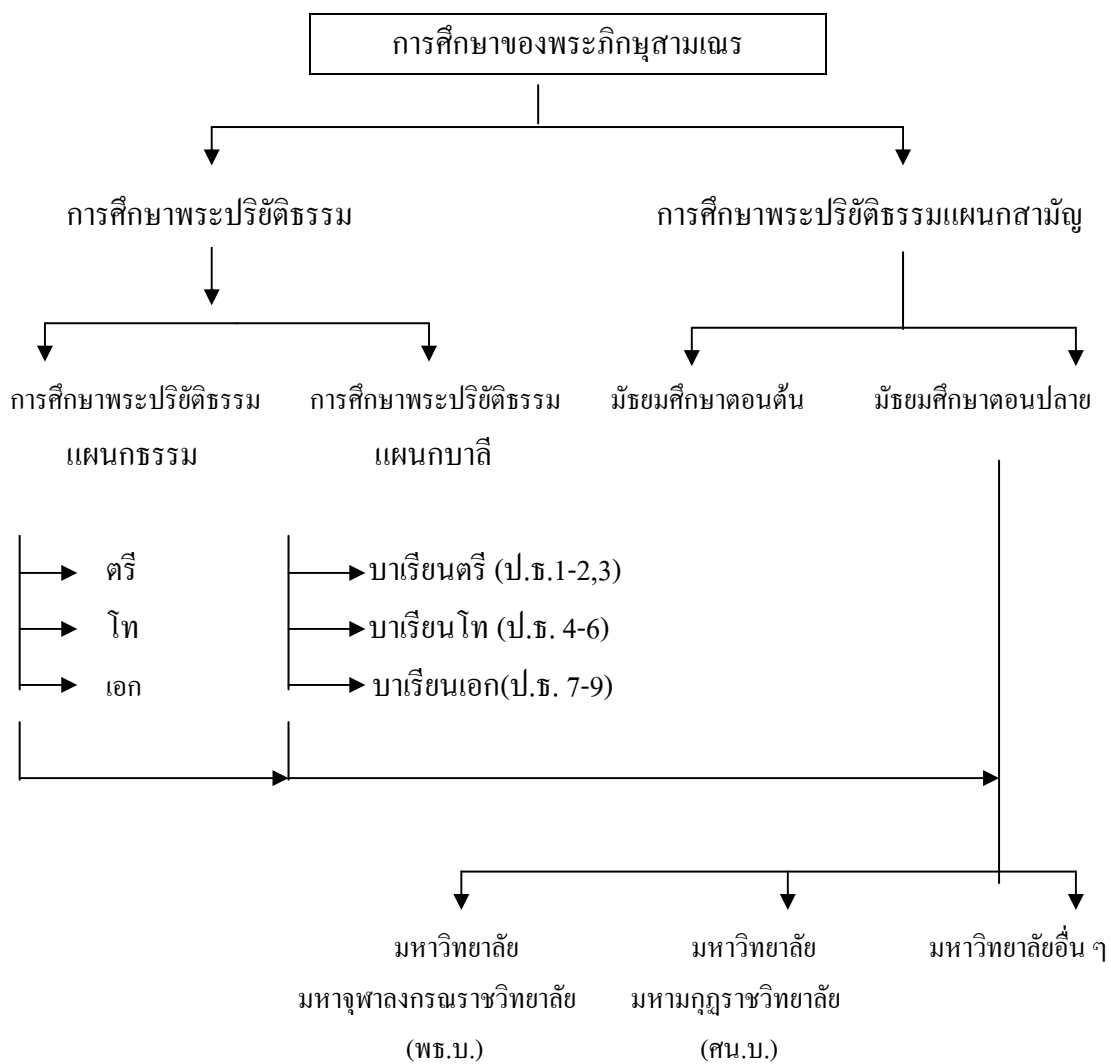 การศึกษาของพระภิกษุสามเณร
การศึกษาพระปริยัติธรรม
การศึกษาพระปริยัติธรรมแผนกสามัญ
การศึกษาพระปริยัติธรรม
แผนกธรรม
การศึกษาพระปริยัติธรรม
แผนกบาลี
มัธยมศึกษาตอนต้น
มัธยมศึกษาตอนปลาย
ตรี
โท
เอก
บาเรียนตรี (ป.ธ.1-2,3)
บาเรียนโท (ป.ธ. 4-6)
บาเรียนเอก(ป.ธ. 7-9)
มหาวิทยาลัย
มหาจุฬาลงกรณราชวิทยาลัย
(พธ.บ.)
มหาวิทยาลัย
มหามกุฏราชวิทยาลัย
(ศน.บ.)
มหาวิทยาลัยอื่น ๆ